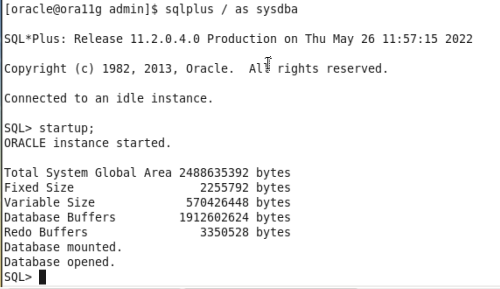 [oracle@ora11g admin]$ sqlplus / as sysdba
SQL*Plus: Release 11.2.0.4.0 Production on Thu May 26 11:57:15 2022
Copyright (c) 1982, 2013, Oracle.  All rights reserved.
Connected to an idle instance.
SQL> startup;
ORACLE instance started.
Total System Global Area 2488635392 bytes
Fixed Size                  2255792 bytes
Variable Size             570426448 bytes
Database Buffers         1912602624 bytes
Redo Buffers                3350528 bytes
Database mounted.
Database opened.
SQL>